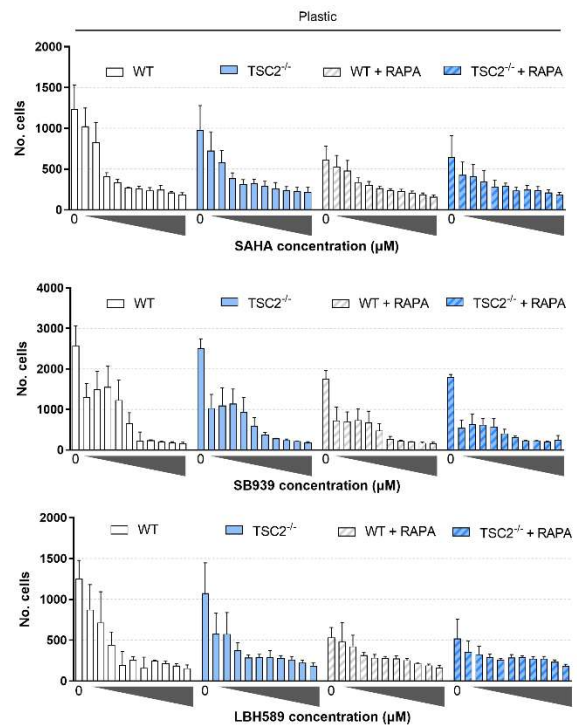 Plastic
2000
1500
1000
500
0
No. cells
WT
TSC2-/-
WT + RAPA
TSC2-/- + RAPA
0
0
0
0
SAHA concentration (µM)
4000
3000
2000
1000
0
No. cells
WT
TSC2-/-
WT + RAPA
TSC2-/- + RAPA
0
0
0
0
SB939 concentration (µM)
2000
1500
1000
500
0
No. cells
WT
TSC2-/-
WT + RAPA
TSC2-/- + RAPA
0
0
0
0
LBH589 concentration (µM)